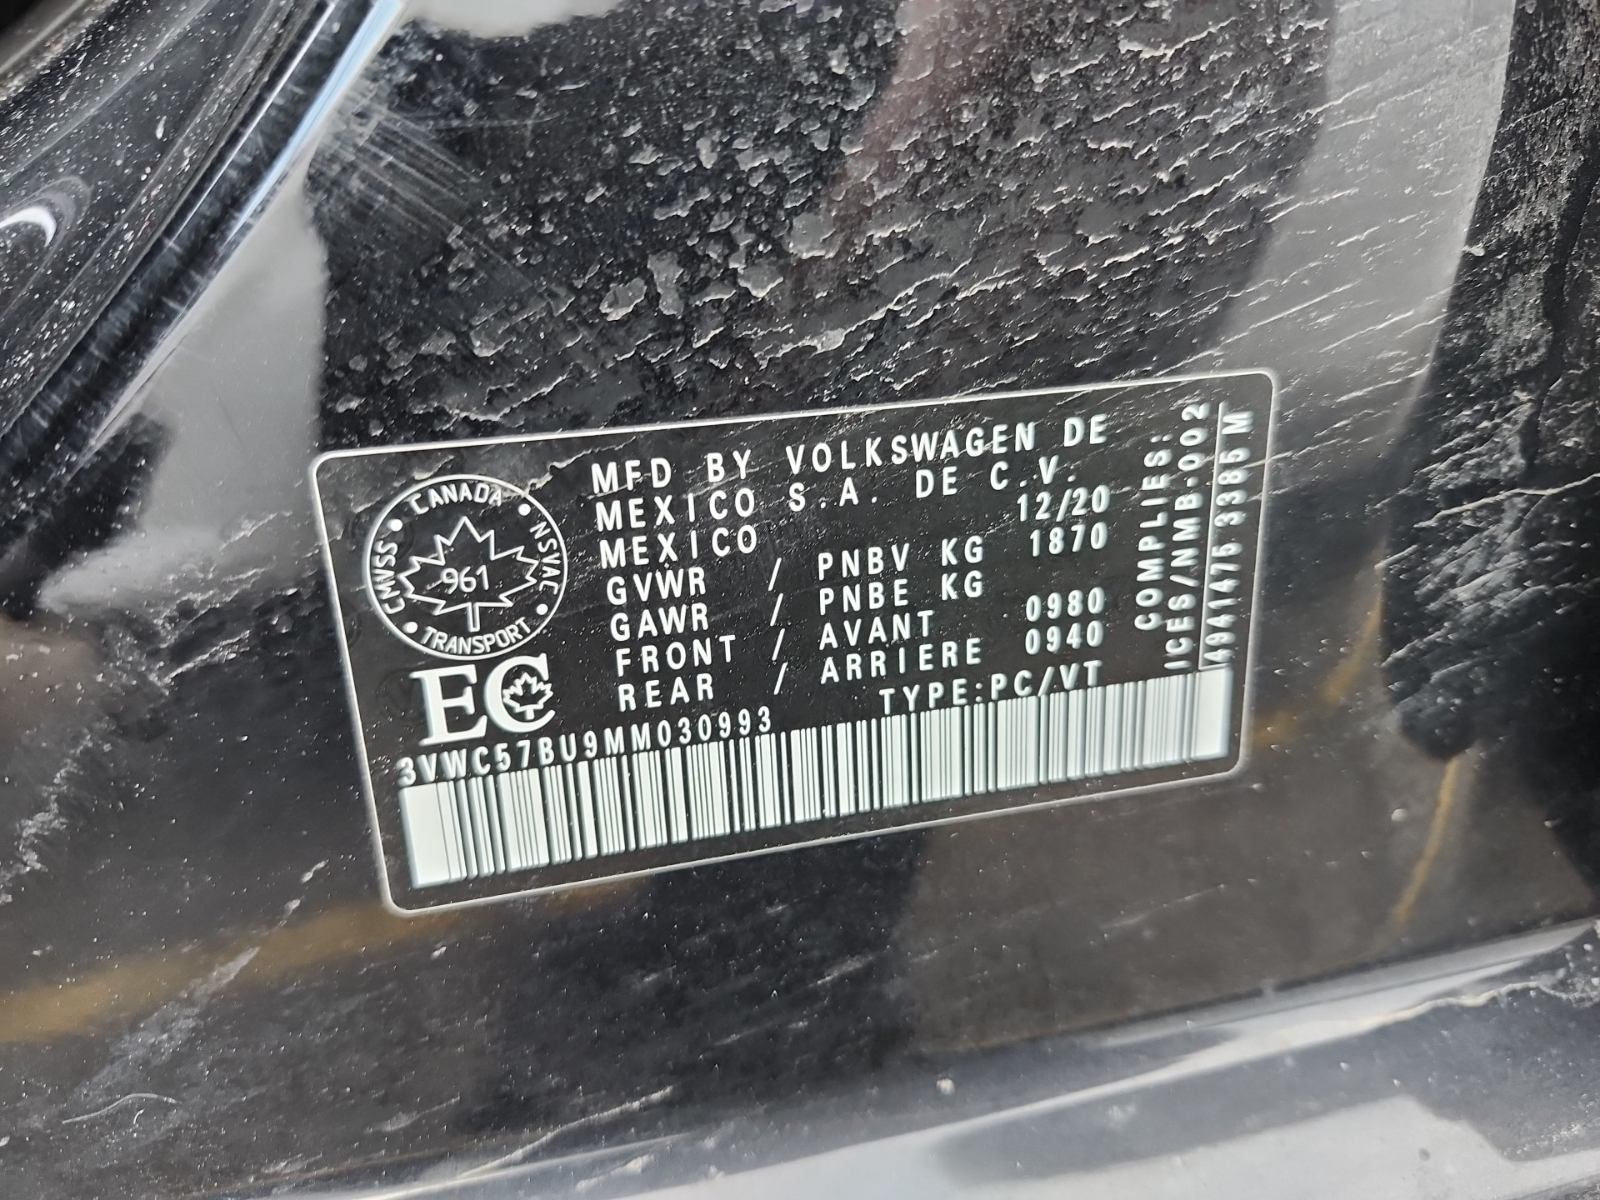 MFD BY VOLKSWAGEN DE
MEXICO S.A. DE C.V.
MEXICO 12/20
GVWR / PNBV KG 1870
GAWR / PNBE KG
FRONT / AVANT 0980
REAR / ARRIERE 0940
TYPE:PC/VT
CANADA
CMVSS
NSVAC
961
TRANSPORT
EC
3VWC57BU9MM030993
COMPLIES:
ICES/NMB.002
4941475 3385 M